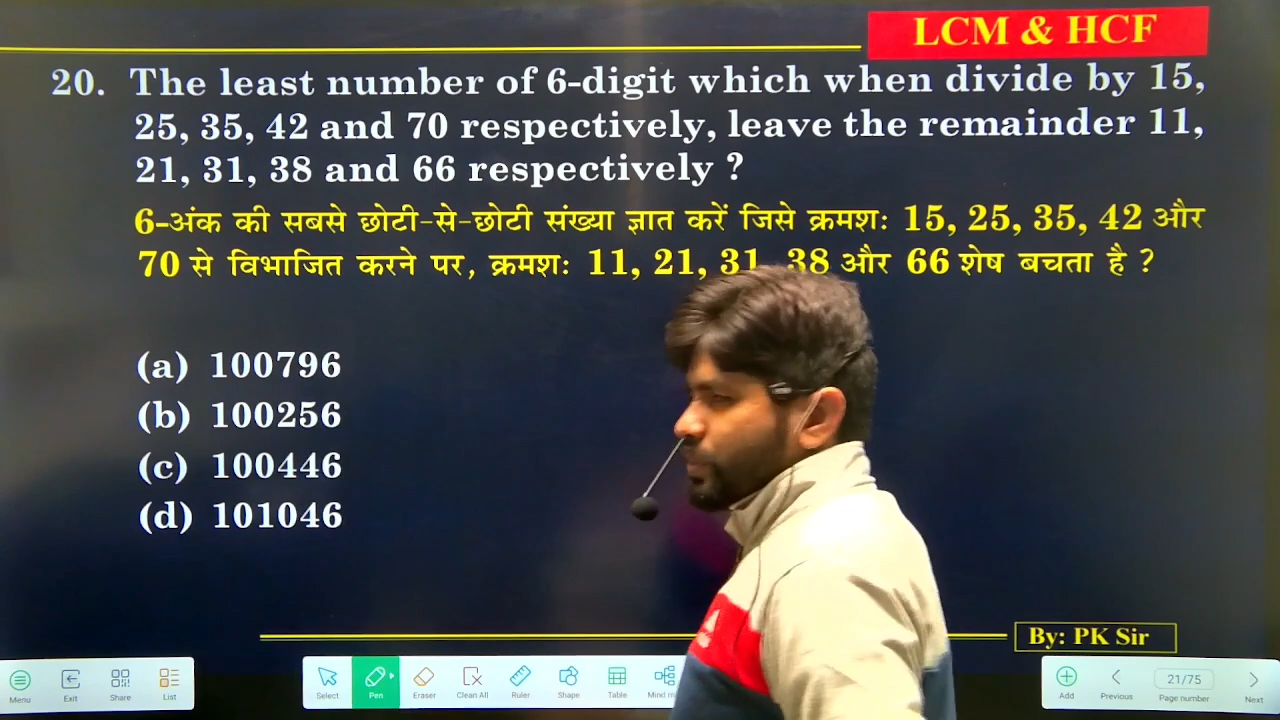 LCM & HCF
20. The least number of 6-digit which when divide by 15,
25, 35, 42 and 70 respectively, leave the remainder 11,
21, 31, 38 and 66 respectively ?
6-अंक की सबसे छोटी-से-छोटी संख्या ज्ञात करें जिसे क्रमशः 15, 25, 35, 42 और
70 से विभाजित करने पर, क्रमशः 11, 21, 31, 38 और 66 शेष बचता है ?
(a) 100796
(b) 100256
(c) 100446
(d) 101046
By: PK Sir
Menu Exit Share List Select Pen Eraser Clean All Ruler Shape Table Mind Add Previous 21/75 Page number Next